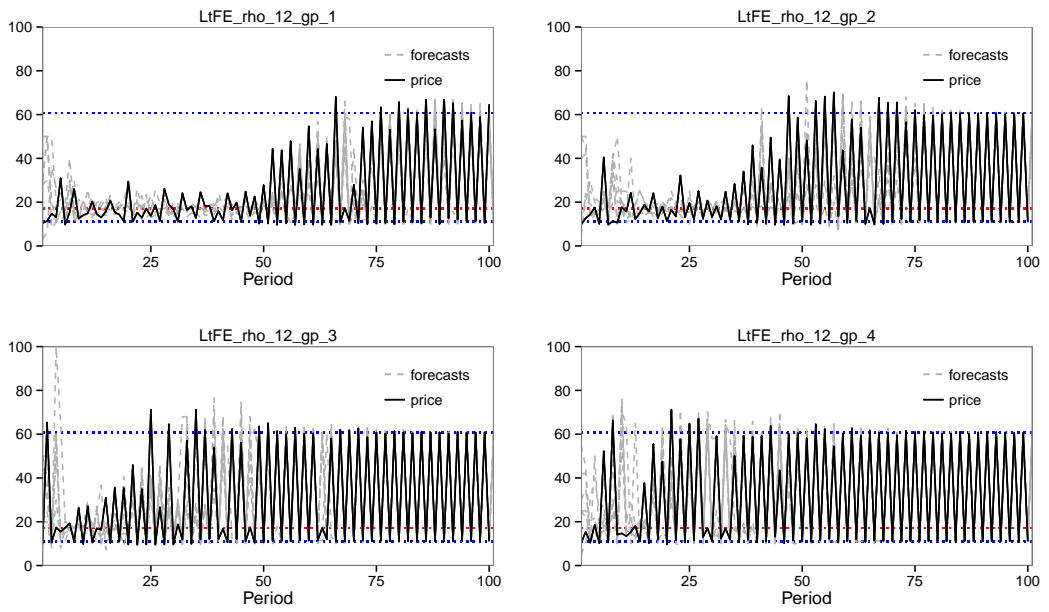 LtFE_rho_12_gp_1
100
80
60
40
20
0
forecasts
price
25
50
75
100
Period
LtFE_rho_12_gp_2
100
80
60
40
20
0
forecasts
price
25
50
75
100
Period
LtFE_rho_12_gp_3
100
80
60
40
20
0
forecasts
price
25
50
75
100
Period
LtFE_rho_12_gp_4
100
80
60
40
20
0
forecasts
price
25
50
75
100
Period